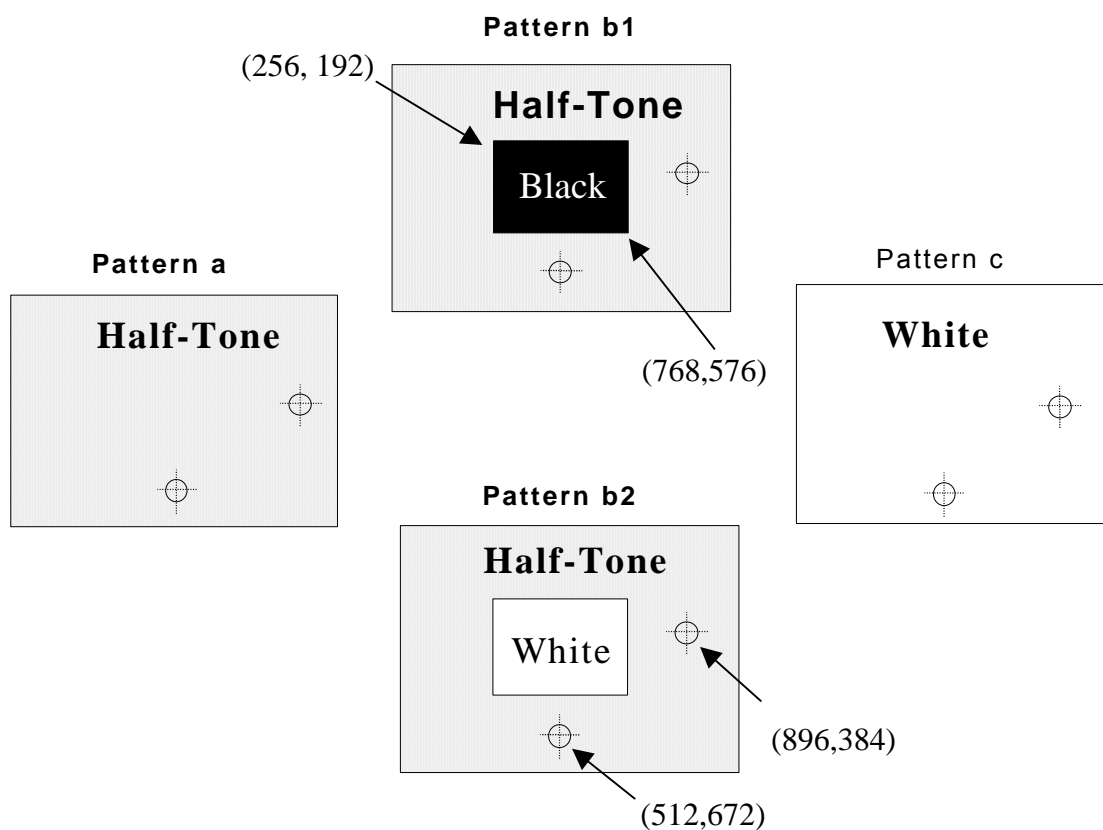 Pattern b1
(256, 192)
Half-Tone
Black
Pattern a
Half-Tone
(768,576)
Pattern c
White
Pattern b2
Half-Tone
White
(896,384)
(512,672)